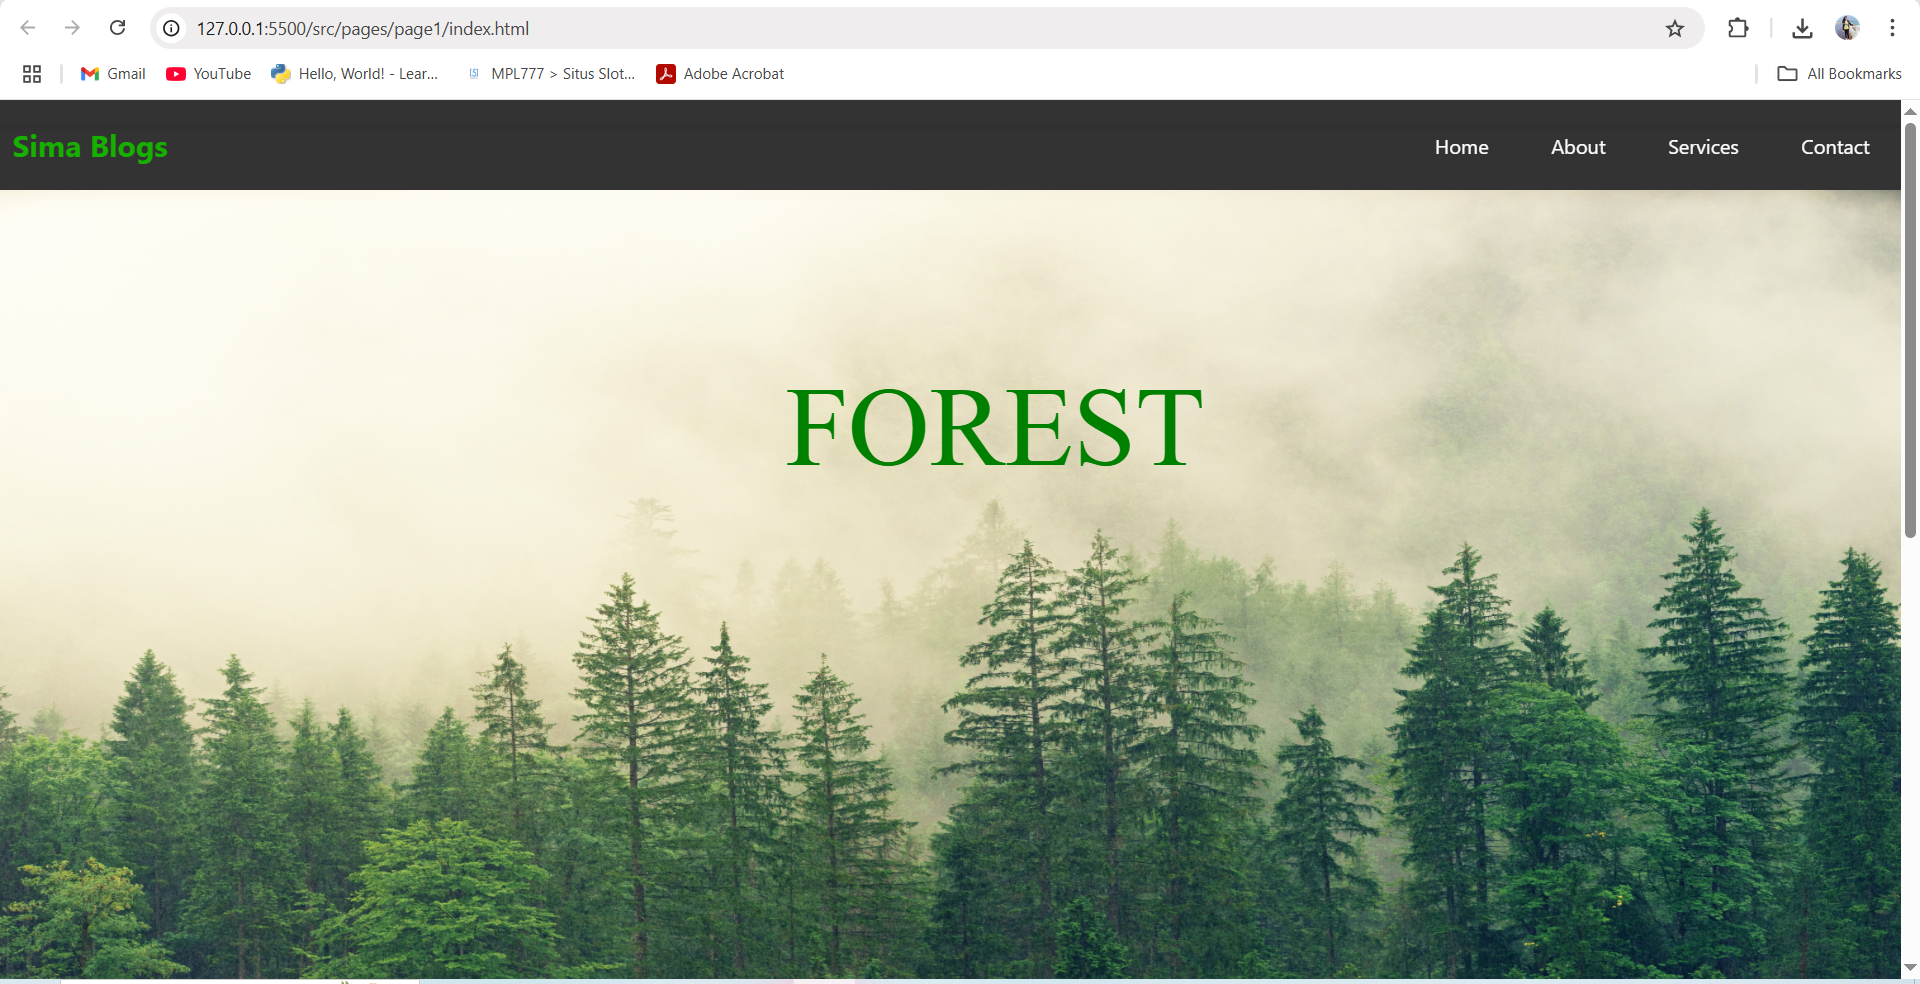 127.0.0.1:5500/src/pages/page1/index.html
Gmail YouTube Hello, World! - Lear... MPL777 > Situs Slot... Adobe Acrobat All Bookmarks
Sima Blogs Home About Services Contact
FOREST